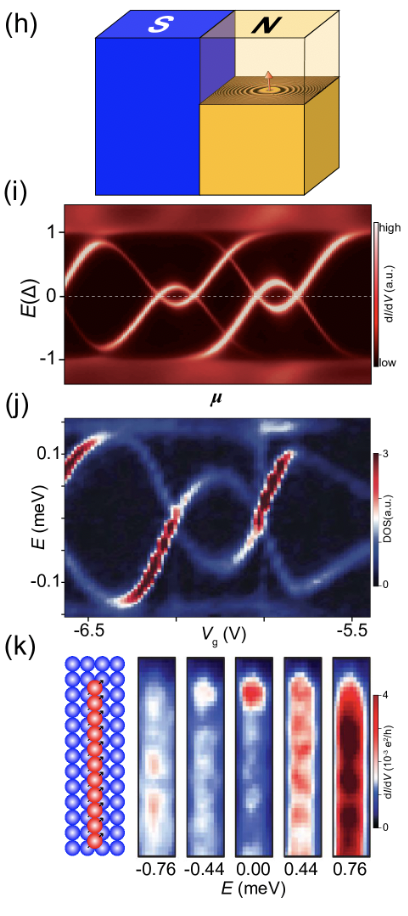 (h)
S N
(i)
high
1
E(Δ)
0
dI/dV (a.u.)
-1
low
μ
(j)
3
0.1
E (meV)
DOS(a.u.)
-0.1
0
-6.5 Vg (V) -5.5
(k)
4
dI/dV (10⁻³ e²/h)
0
-0.76 -0.44 0.00 0.44 0.76
E (meV)